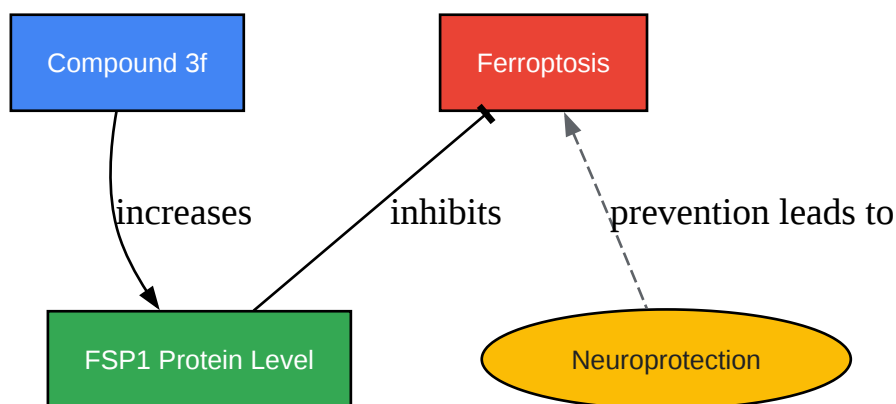 Compound 3f
Ferroptosis
increases
inhibits
prevention leads to
FSP1 Protein Level
Neuroprotection